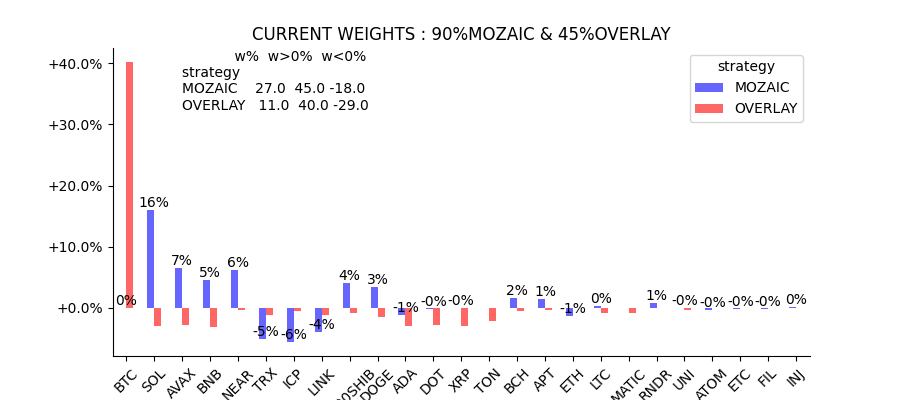 CURRENT WEIGHTS : 90%MOZAIC & 45%OVERLAY
w% w>0% w<0%
strategy
MOZAIC 27.0 45.0 -18.0
OVERLAY 11.0 40.0 -29.0
strategy
MOZAIC
OVERLAY
+40.0%
+30.0%
+20.0%
+10.0%
+0.0%
0% 16% 7% 5% 6% -5% -6% -4% 4% 3% -1% -0% -0% 2% 1% -1% 0% 1% -0% -0% -0% -0% 0%
BTC SOL AVAX BNB NEAR TRX ICP LINK 0SHIB DOGE ADA DOT XRP TON BCH APT ETH LTC MATIC RNDR UNI ATOM ETC FIL INJ